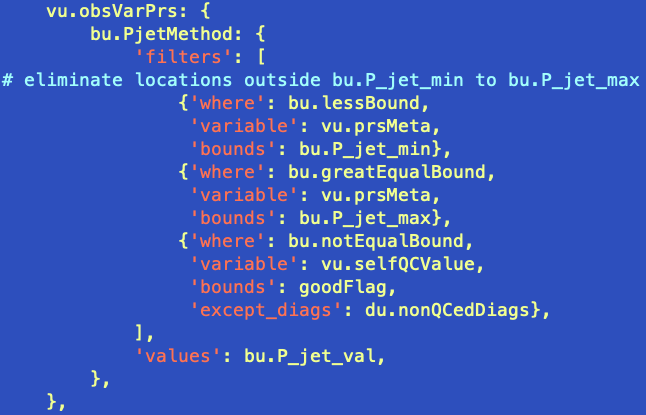 vu.obsVarPrs: {
bu.PjetMethod: {
'filters': [
# eliminate locations outside bu.P_jet_min to bu.P_jet_max
{'where': bu.lessBound,
'variable': vu.prsMeta,
'bounds': bu.P_jet_min},
{'where': bu.greatEqualBound,
'variable': vu.prsMeta,
'bounds': bu.P_jet_max},
{'where': bu.notEqualBound,
'variable': vu.selfQCValue,
'bounds': goodFlag,
'except_diags': du.nonQCedDiags},
],
'values': bu.P_jet_val,
},
},